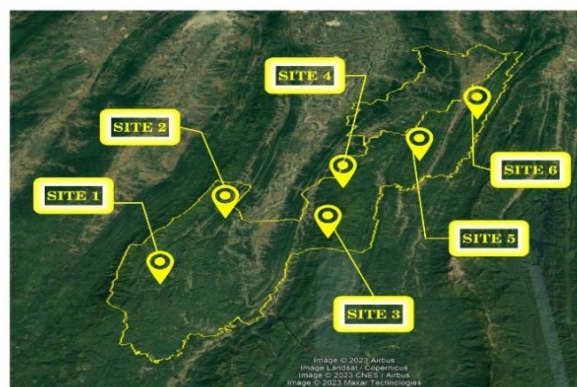 SITE 4
SITE 2
SITE 1
SITE 6
SITE 5
SITE 3
Image © 2023 Airbus
Image Landsat / Copernicus
Image © 2023 CNES / Airbus
Image © 2023 Maxar Technologies